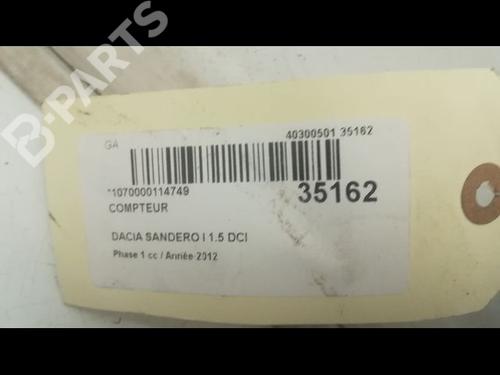 B-PARTS
GA
40300501 35162
*1070000114749
35162
COMPTEUR
DACIA SANDERO I 1.5 DCI
Phase 1 cc / Année 2012